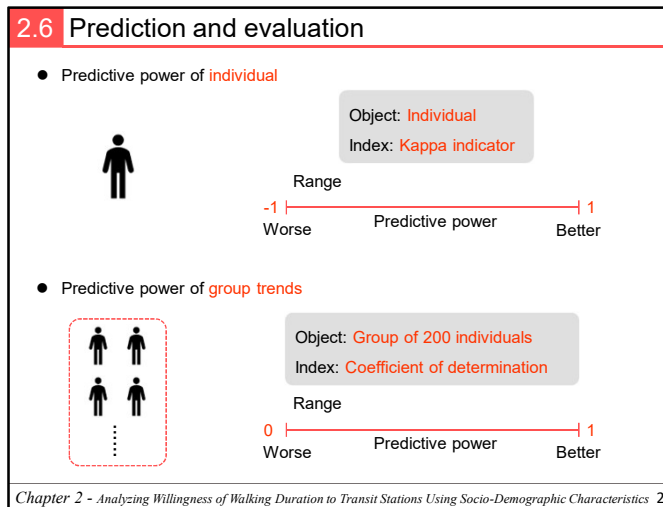 2.6 Prediction and evaluation
● Predictive power of individual
Object: Individual
Index: Kappa indicator
Range
-1 1
Predictive power
Worse Better
● Predictive power of group trends
Object: Group of 200 individuals
Index: Coefficient of determination
Range
0 1
Predictive power
Worse Better
Chapter 2 - Analyzing Willingness of Walking Duration to Transit Stations Using Socio-Demographic Characteristics 2